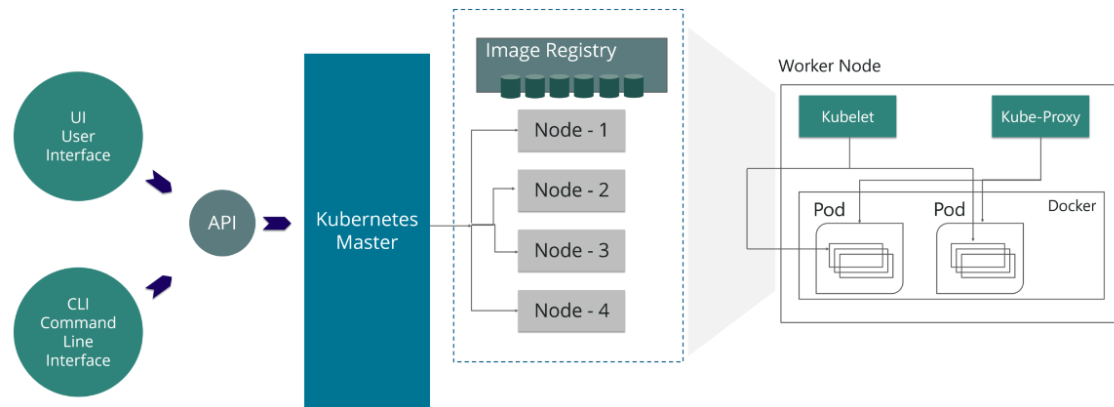 UI
User
Interface
CLI
Command
Line
Interface
API
Kubernetes
Master
Image Registry
Node - 1
Node - 2
Node - 3
Node - 4
Worker Node
Kubelet
Kube-Proxy
Docker
Pod
Pod